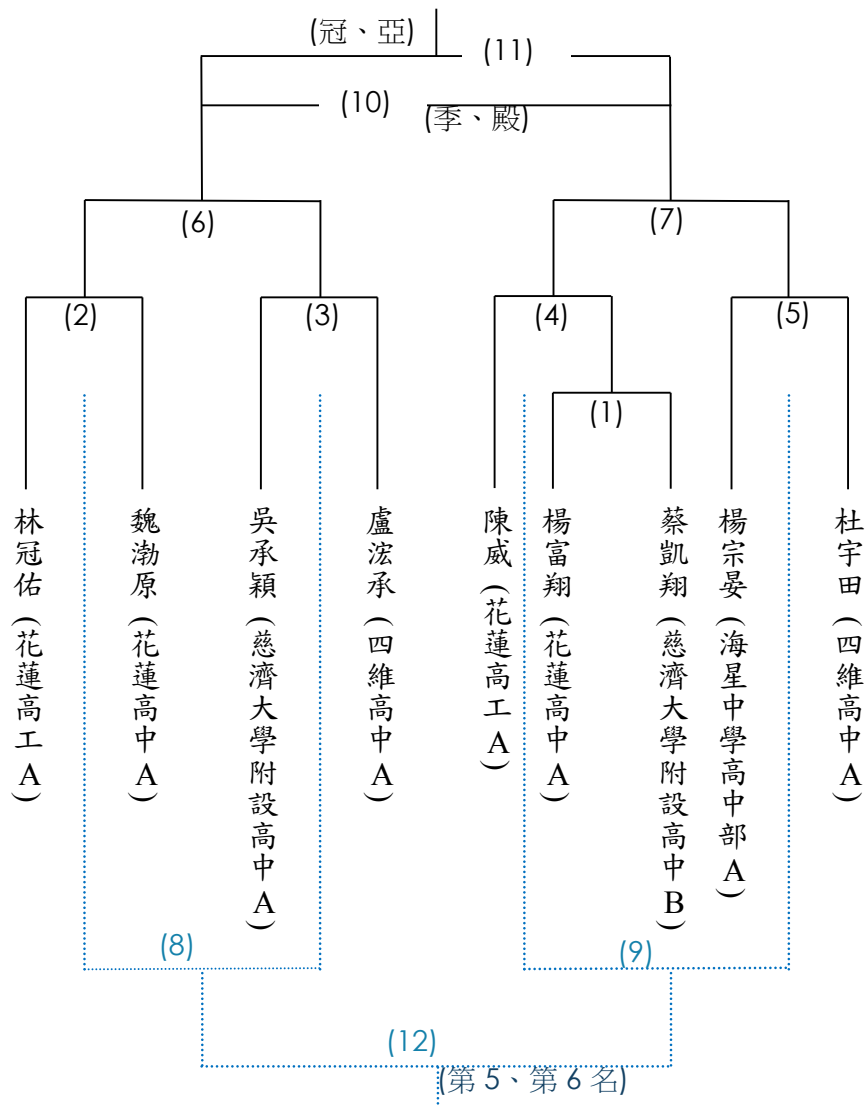 (冠、亞)
(11)
(10)
(季、殿)
(6)
(7)
(2)
(3)
(4)
(5)
(1)
林冠佑(花蓮高工A)
魏渤原(花蓮高中A)
吳承穎(慈濟大學附設高中A)
盧浤承(四維高中A)
陳威(花蓮高工A)
楊富翔(花蓮高中A)
蔡凱翔(慈濟大學附設高中B)
楊宗晏(海星中學高中部A)
杜宇田(四維高中A)
(8)
(9)
(12)
(第5、第6名)